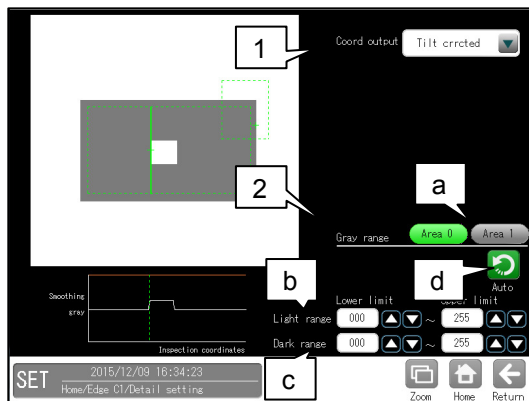 1
Coord output Tilt crrcted
2
a
Gray range Area 0 Area 1
b
d
Auto
Smoothing
gray
Lower limit Upper limit
Light range 000 ~ 255
Dark range 000 ~ 255
Inspection coordinates
c
SET 2015/12/09 16:34:23
Home/Edge C1/Detail setting
Zoom Home Return